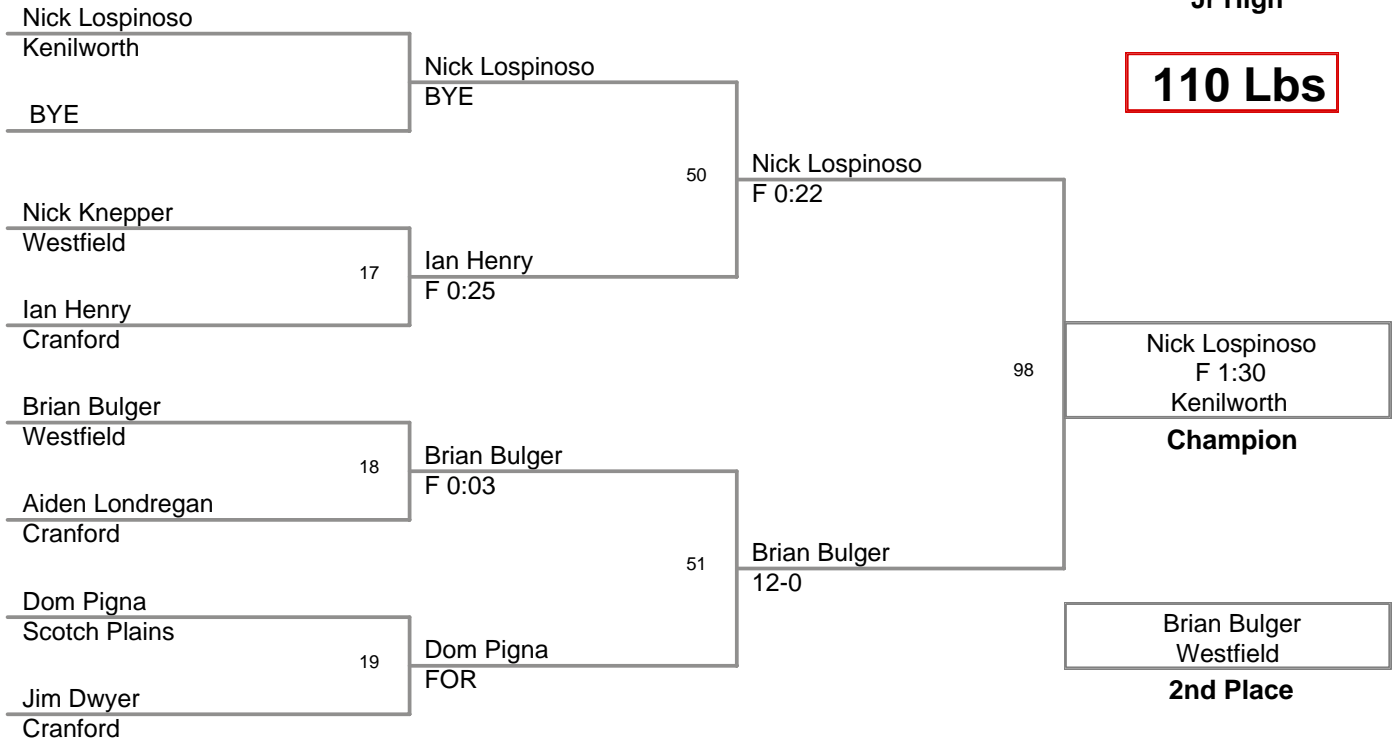 Jr High
110 Lbs
Nick Lospinoso
Kenilworth
BYE
Nick Knepper
Westfield
17
Ian Henry
Cranford
Brian Bulger
Westfield
18
Aiden Londregan
Cranford
Dom Pigna
Scotch Plains
19
Jim Dwyer
Cranford
Nick Lospinoso
BYE
50
Ian Henry
F 0:25
Brian Bulger
F 0:03
51
Dom Pigna
FOR
Nick Lospinoso
F 0:22
98
Brian Bulger
12-0
Nick Lospinoso
F 1:30
Kenilworth
Champion
Brian Bulger
Westfield
2nd Place